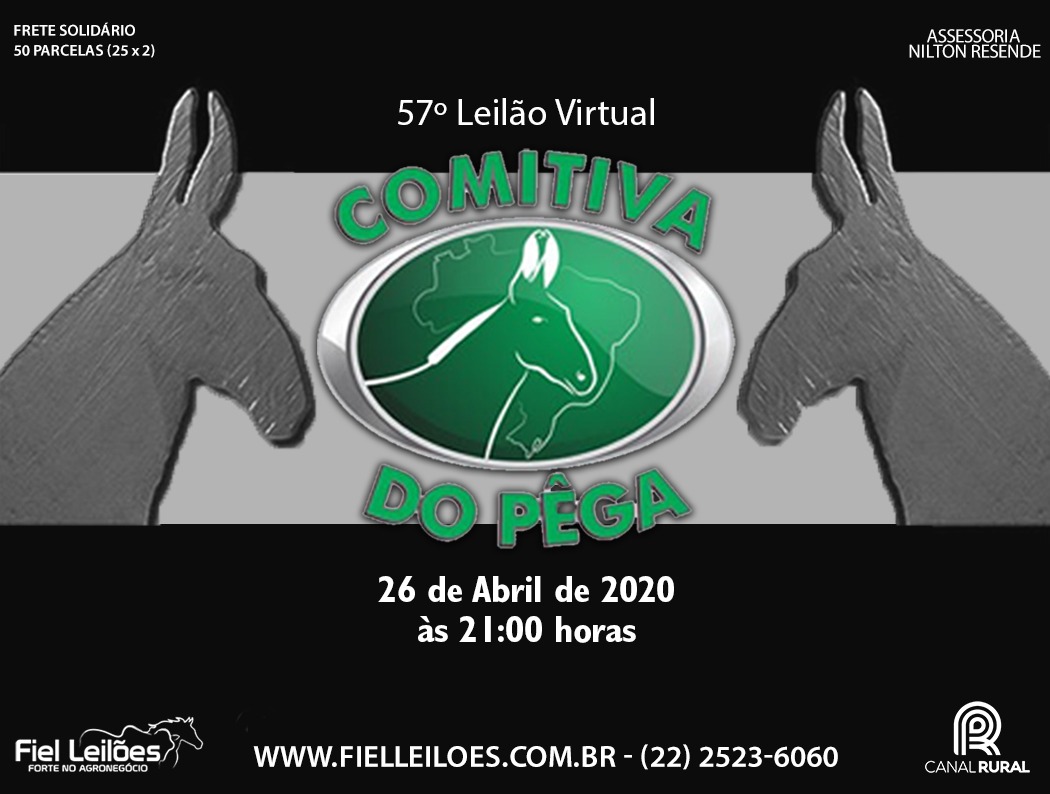 FRETE SOLIDÁRIO
50 PARCELAS (25 x 2)
ASSESSORIA
NILTON RESENDE
57º Leilão Virtual
COMITIVA
DO PÊGA
26 de Abril de 2020
às 21:00 horas
Fiel Leilões
FORTE NO AGRONEGÓCIO
WWW.FIELLEILOES.COM.BR - (22) 2523-6060
CANAL RURAL